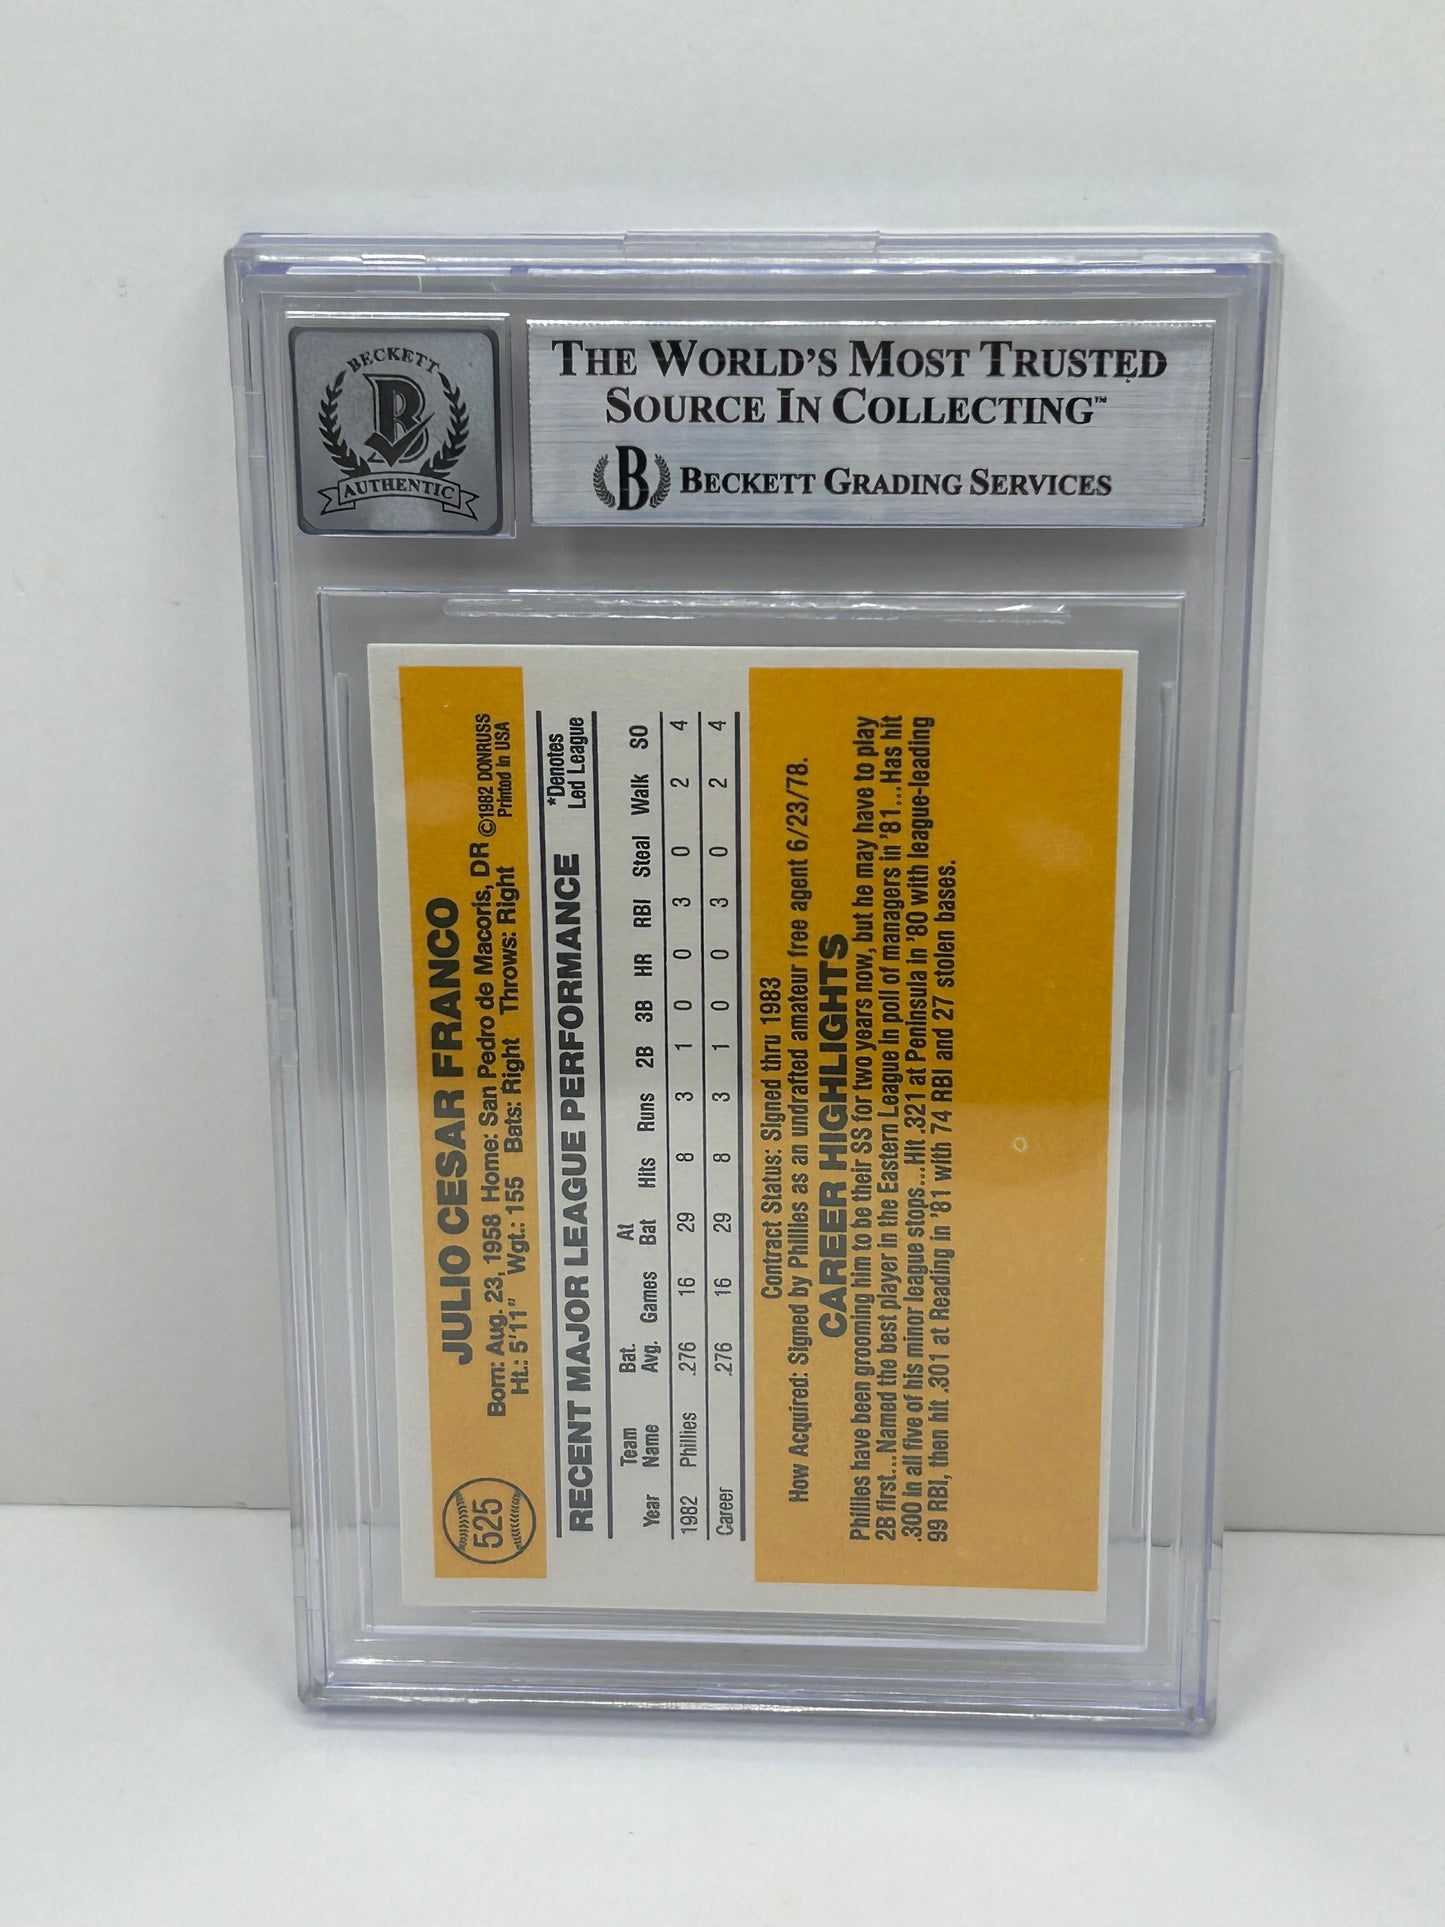 BECKETT
B
AUTHENTIC
THE WORLD'S MOST TRUSTED
SOURCE IN COLLECTING™
B BECKETT GRADING SERVICES
525
JULIO CESAR FRANCO
Born: Aug. 23, 1958 Home: San Pedro de Macoris, DR
Ht.: 5'11" Wgt.: 155 Bats: Right Throws: Right
©1982 DONRUSS
Printed in USA
RECENT MAJOR LEAGUE PERFORMANCE
*Denotes
Led League
Team Bat. At
Year Name Avg. Games Bat Hits Runs 2B 3B HR RBI Steal Walk SO
1982 Phillies .276 16 29 8 3 1 0 0 3 0 2 4
Career .276 16 29 8 3 1 0 0 3 0 2 4
Contract Status: Signed thru 1983
How Acquired: Signed by Phillies as an undrafted amateur free agent 6/23/78.
CAREER HIGHLIGHTS
Phillies have been grooming him to be their SS for two years now, but he may have to play
2B first...Named the best player in the Eastern League in poll of managers in '81...Has hit
.300 in all five of his minor league stops...Hit .321 at Peninsula in '80 with league-leading
99 RBI, then hit .301 at Reading in '81 with 74 RBI and 27 stolen bases.